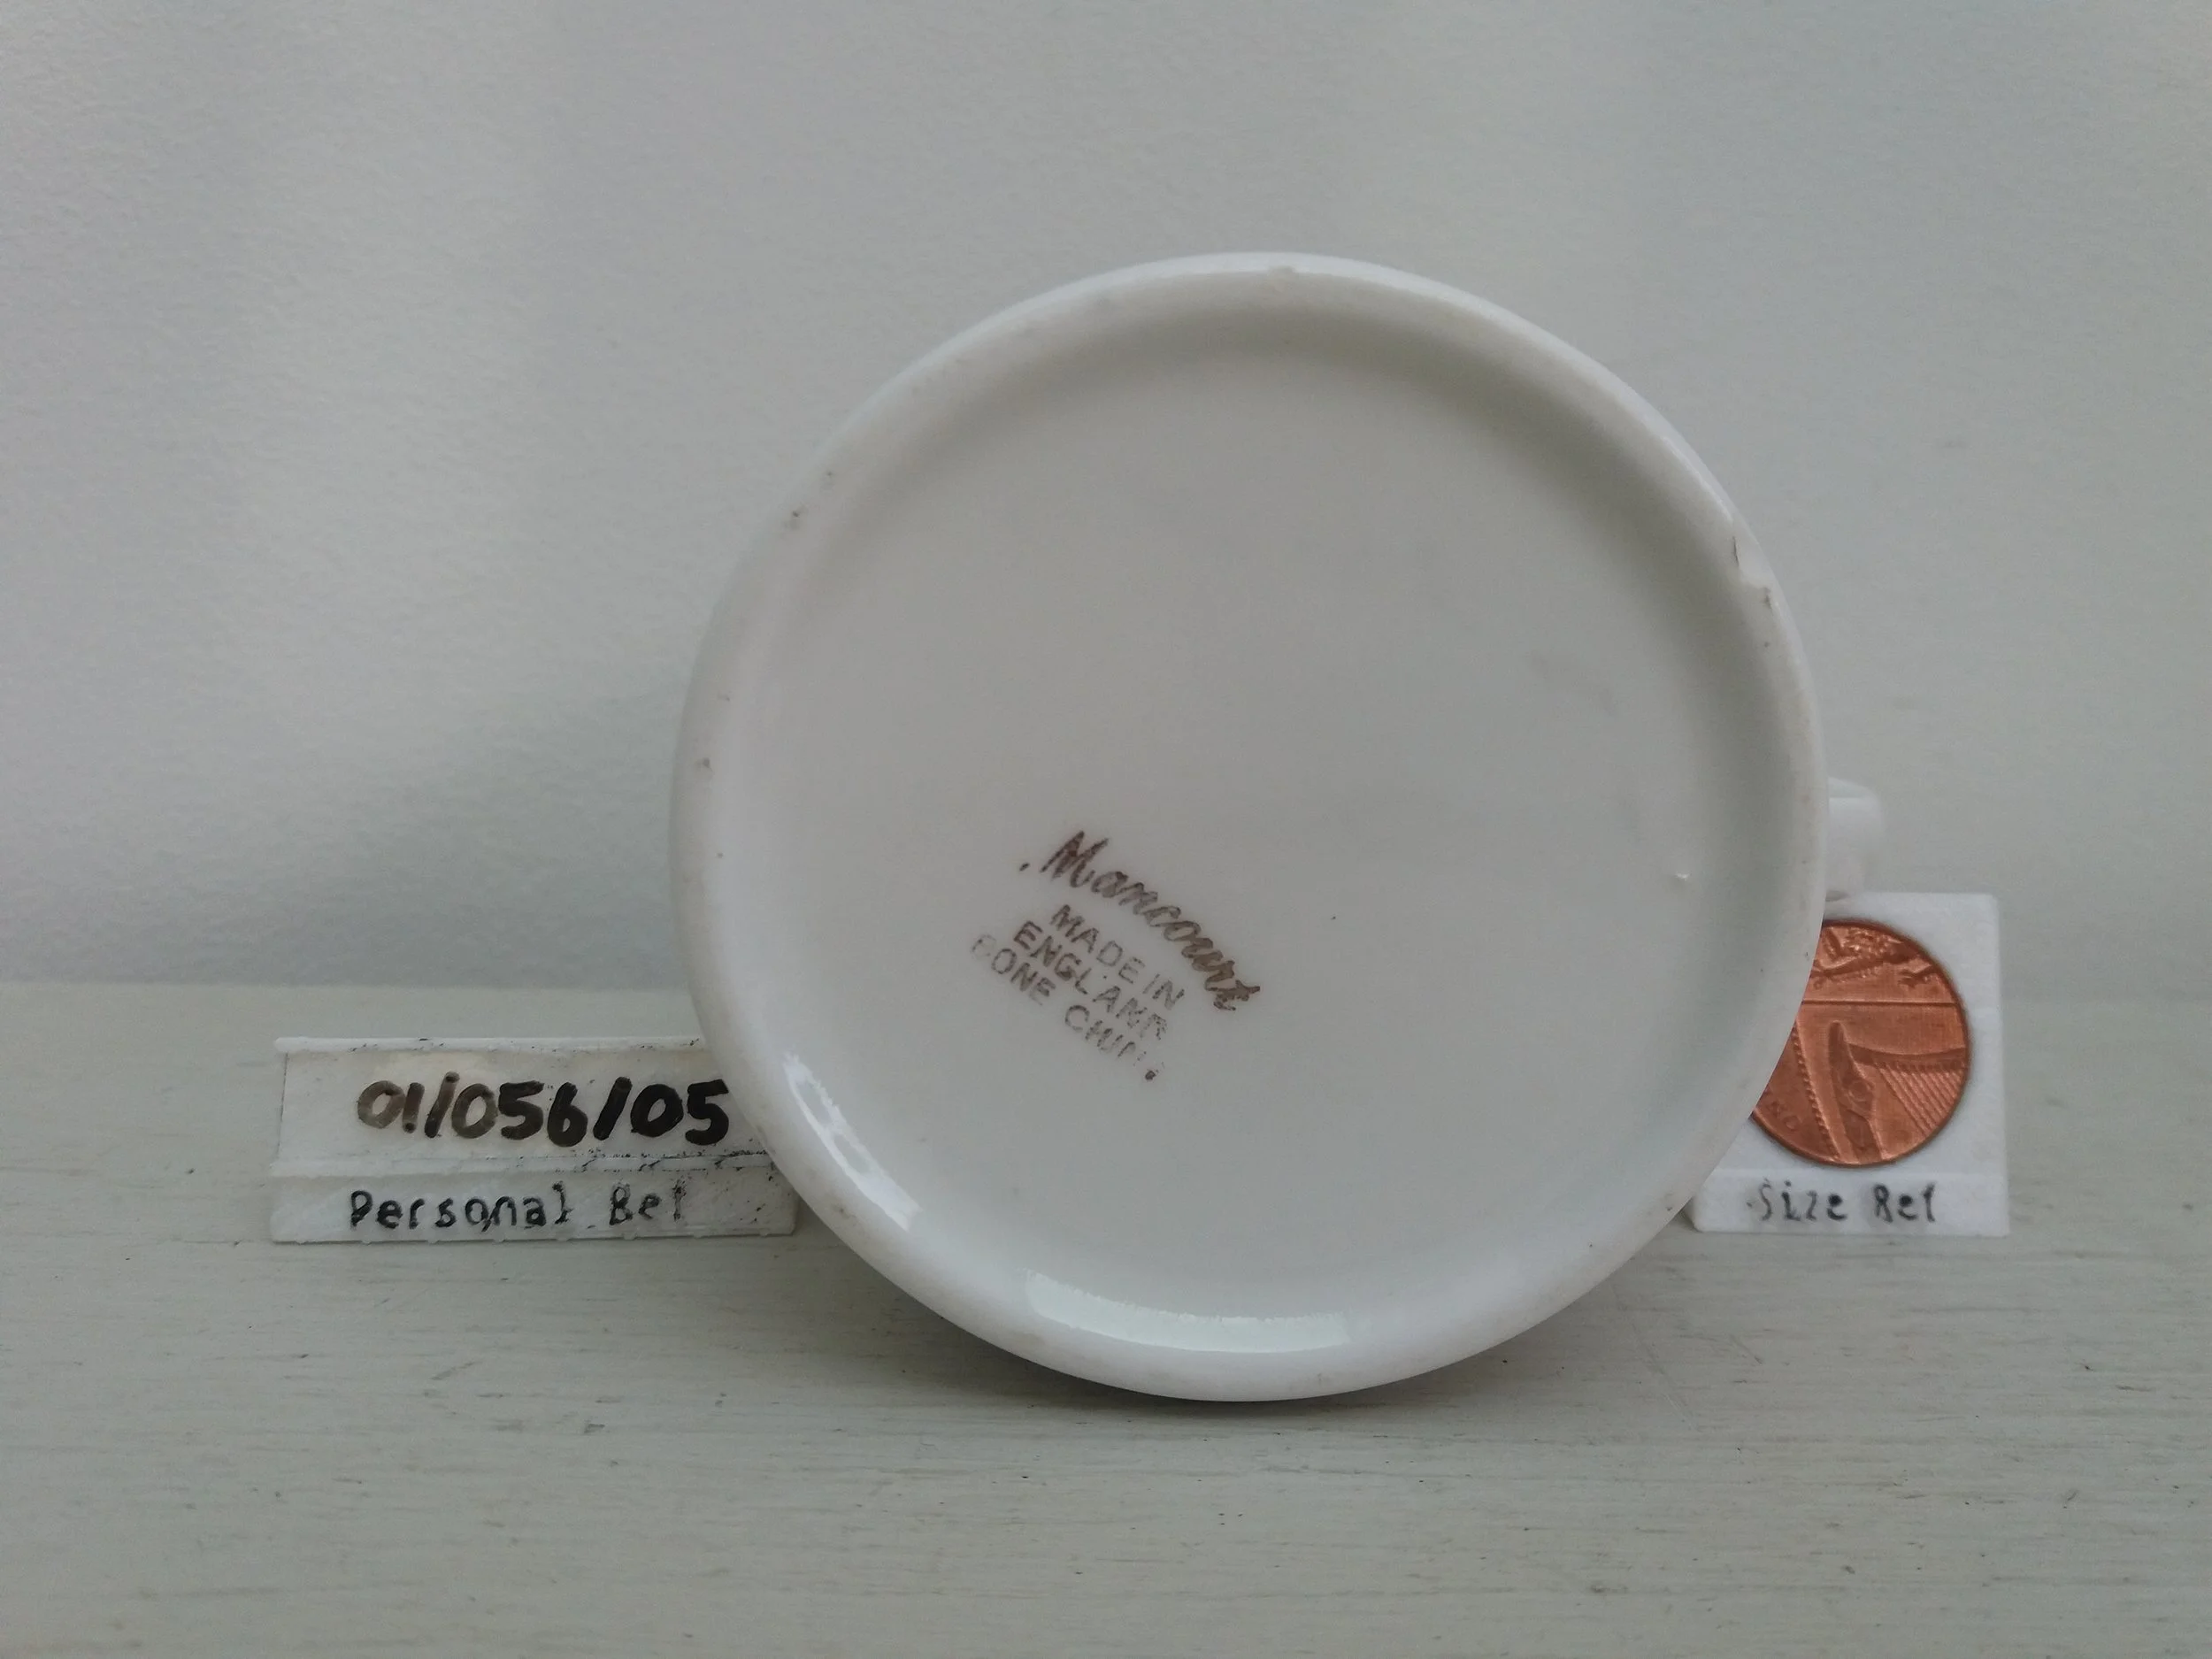 Mancourt
MADE IN
ENGLAND
BONE CHINA
01/056/05
Personal Ref
Size Ref